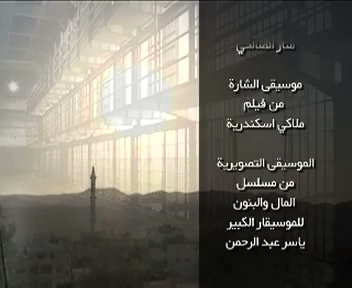 موسيقى الشارة
من فيلم
ملاكي اسكندرية
الموسيقى التصويرية
من مسلسل
المال والبنون
للموسيقار الكبير
ياسر عبد الرحمن